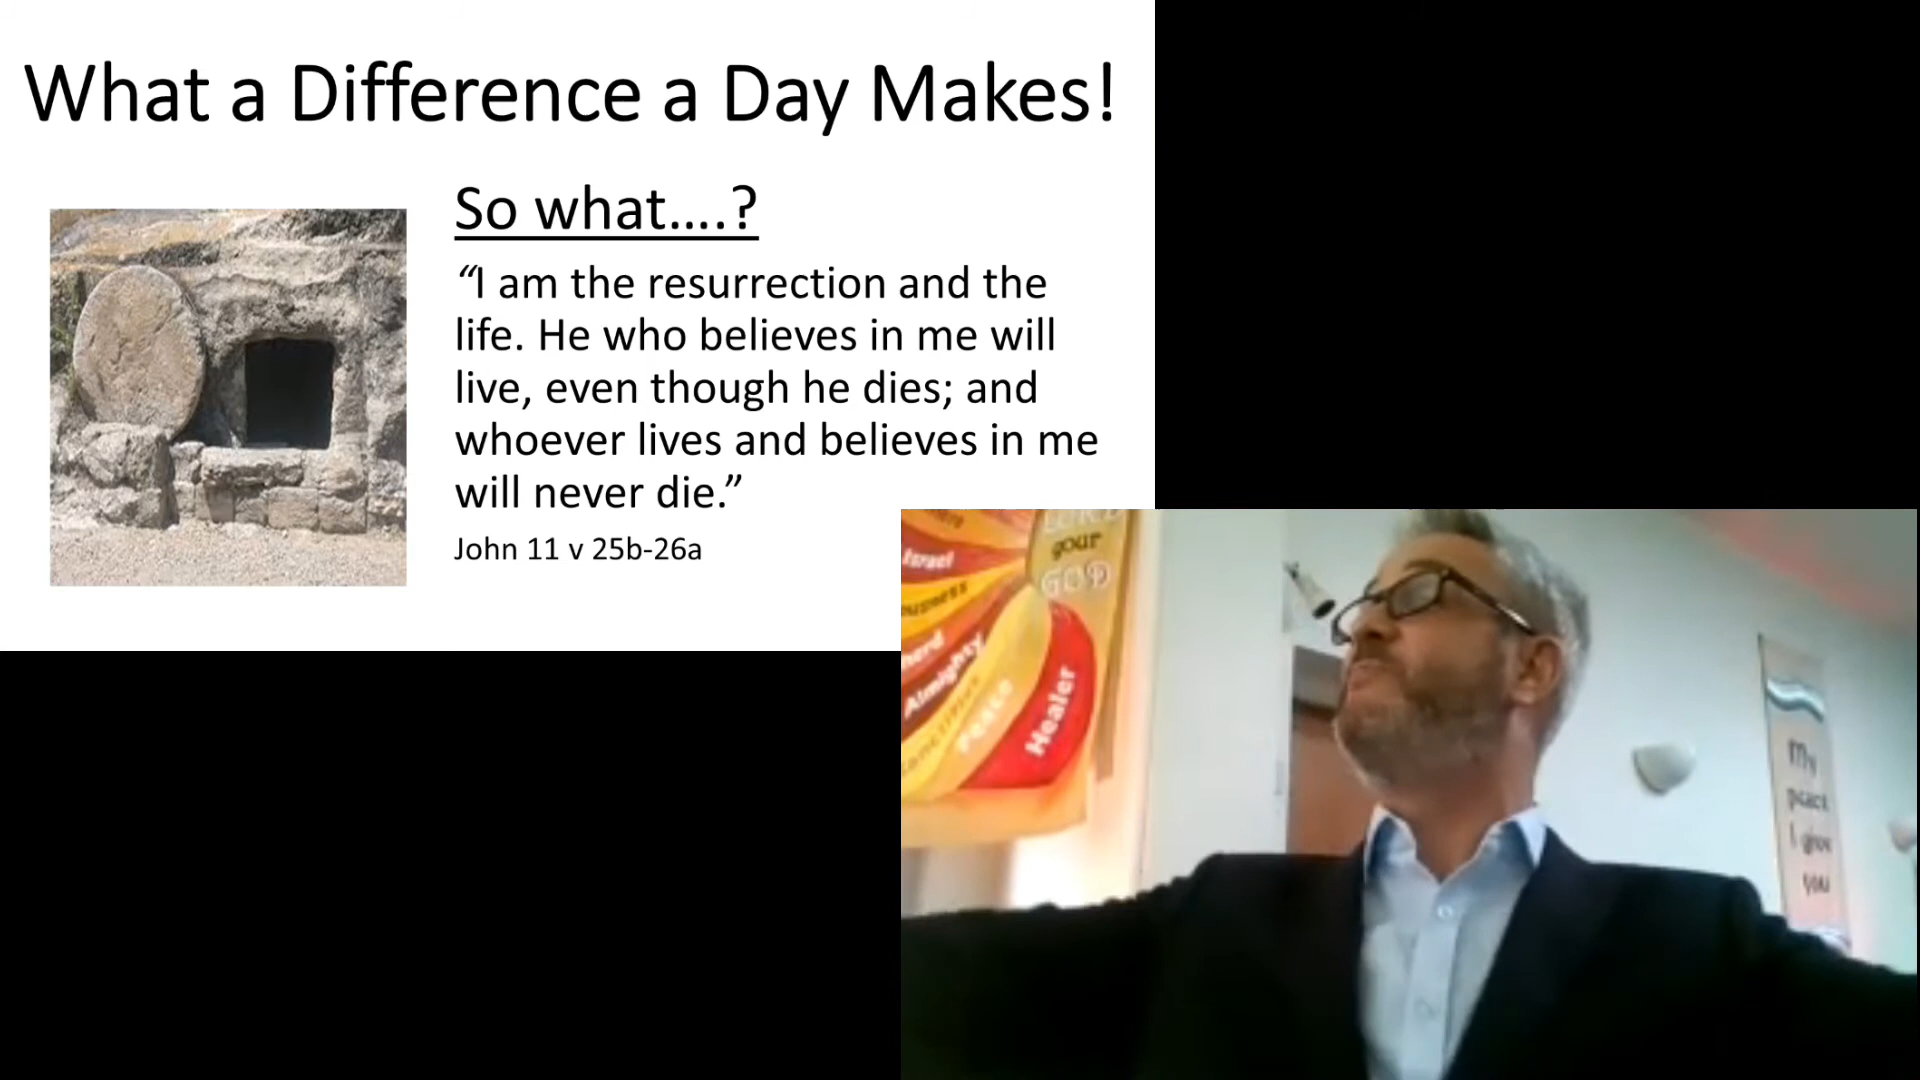 What a Difference a Day Makes!
So what....?
“I am the resurrection and the
life. He who believes in me will
live, even though he dies; and
whoever lives and believes in me
will never die.”
John 11 v 25b-26a
your
GOD
Israel
Almighty
Peace
Healer
My
peace
I give
you